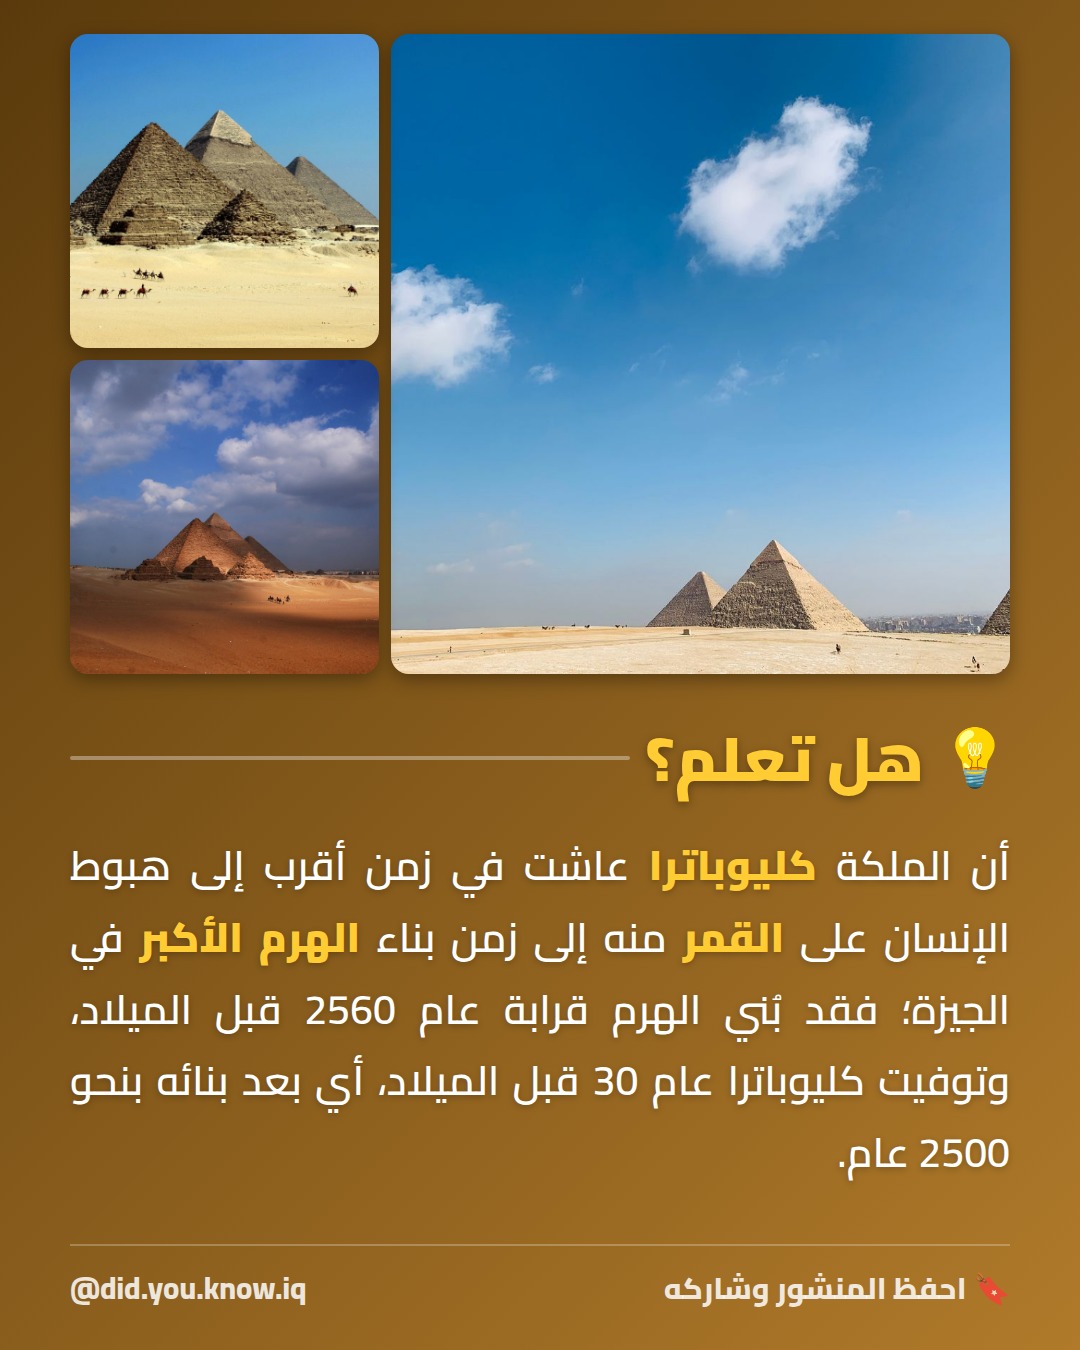 هل تعلم؟
أن الملكة كليوباترا عاشت في زمن أقرب إلى هبوط
الإنسان على القمر منه إلى زمن بناء الهرم الأكبر في
الجيزة؛ فقد بُني الهرم قرابة عام 2560 قبل الميلاد،
وتوفيت كليوباترا عام 30 قبل الميلاد، أي بعد بنائه بنحو
2500 عام.
احفظ المنشور وشاركه
@did.you.know.iq